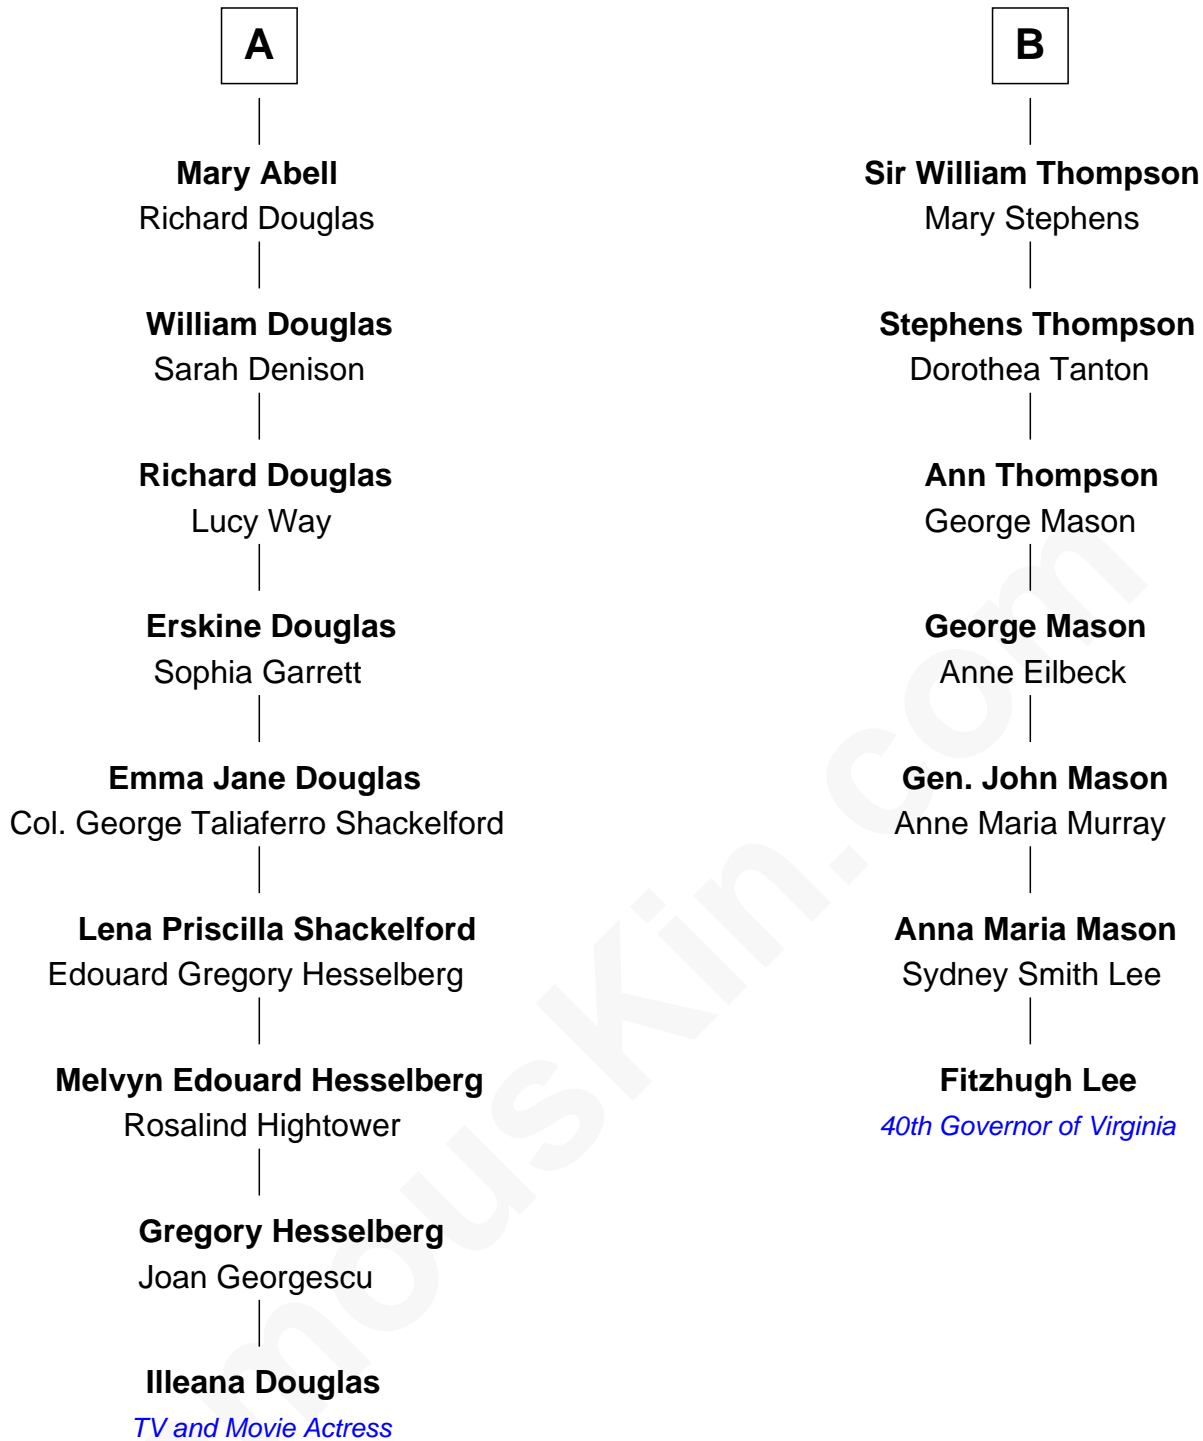 A
Mary Abell
Richard Douglas
William Douglas
Sarah Denison
Richard Douglas
Lucy Way
Erskine Douglas
Sophia Garrett
Emma Jane Douglas
Col. George Taliaferro Shackelford
Lena Priscilla Shackelford
Edouard Gregory Hesselberg
Melvyn Edouard Hesselberg
Rosalind Hightower
Gregory Hesselberg
Joan Georgescu
Illeana Douglas
TV and Movie Actress
B
Sir William Thompson
Mary Stephens
Stephens Thompson
Dorothea Tanton
Ann Thompson
George Mason
George Mason
Anne Eilbeck
Gen. John Mason
Anne Maria Murray
Anna Maria Mason
Sydney Smith Lee
Fitzhugh Lee
40th Governor of Virginia
mousKin.com